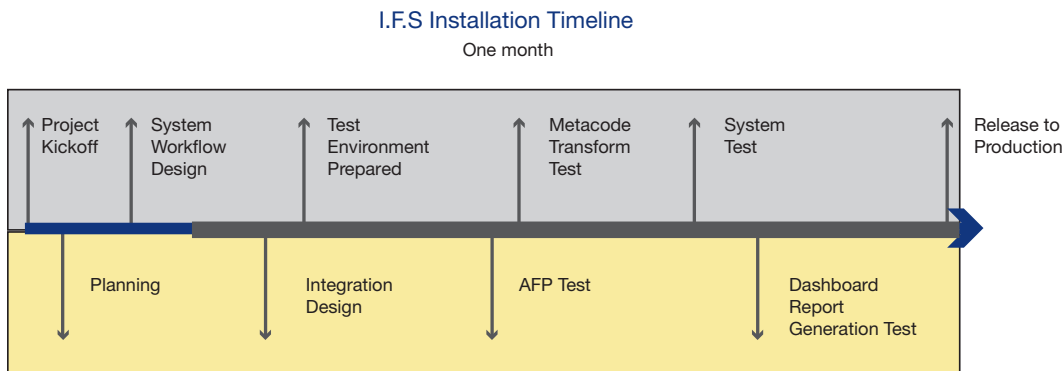 I.F.S Installation Timeline
One month
Project
Kickoff
System
Workflow
Design
Test
Environment
Prepared
Metacode
Transform
Test
System
Test
Release to
Production
Planning
Integration
Design
AFP Test
Dashboard
Report
Generation Test